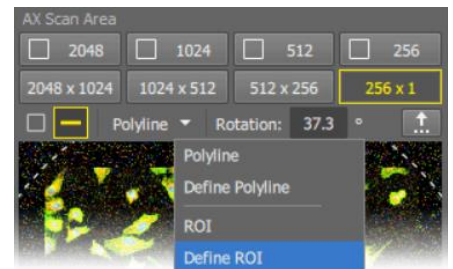 AX Scan Area
2048 1024 512 256
2048 x 1024 1024 x 512 512 x 256 256 x 1
Polyline Rotation: 37.3 °
Polyline
Define Polyline
ROI
Define ROI